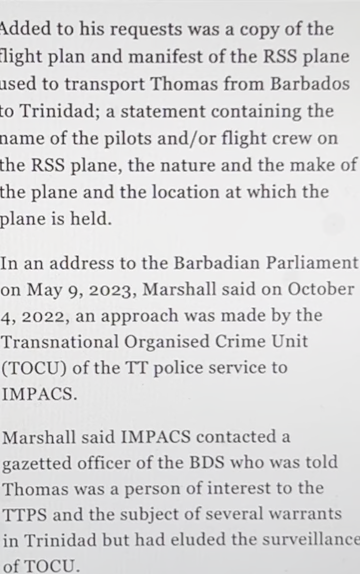 Added to his requests was a copy of the
flight plan and manifest of the RSS plane
used to transport Thomas from Barbados
to Trinidad; a statement containing the
name of the pilots and/or flight crew on
the RSS plane, the nature and the make of
the plane and the location at which the
plane is held.
In an address to the Barbadian Parliament
on May 9, 2023, Marshall said on October
4, 2022, an approach was made by the
Transnational Organised Crime Unit
(TOCU) of the TT police service to
IMPACS.
Marshall said IMPACS contacted a
gazetted officer of the BDS who was told
Thomas was a person of interest to the
TTPS and the subject of several warrants
in Trinidad but had eluded the surveillance
of TOCU.